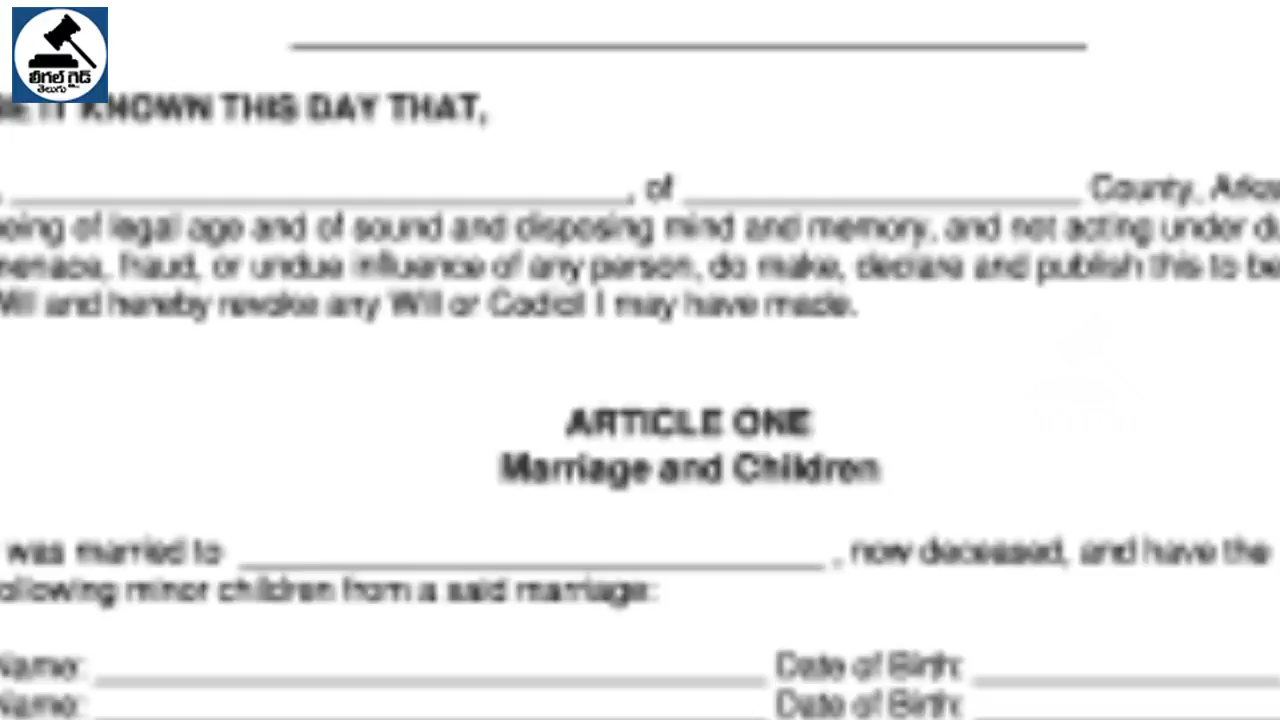 లీగల్ గైడ్
తెలుగు
BE IT KNOWN THIS DAY THAT,
, of County, Arka
being of legal age and of sound and disposing mind and memory, and not acting under du
menace, fraud, or undue influence of any person, do make, declare and publish this to be
Will and hereby revoke any Will or Codicil I may have made.
ARTICLE ONE
Marriage and Children
was married to , now deceased, and have the
following minor children from a said marriage:
Name: Date of Birth:
Name: Date of Birth: